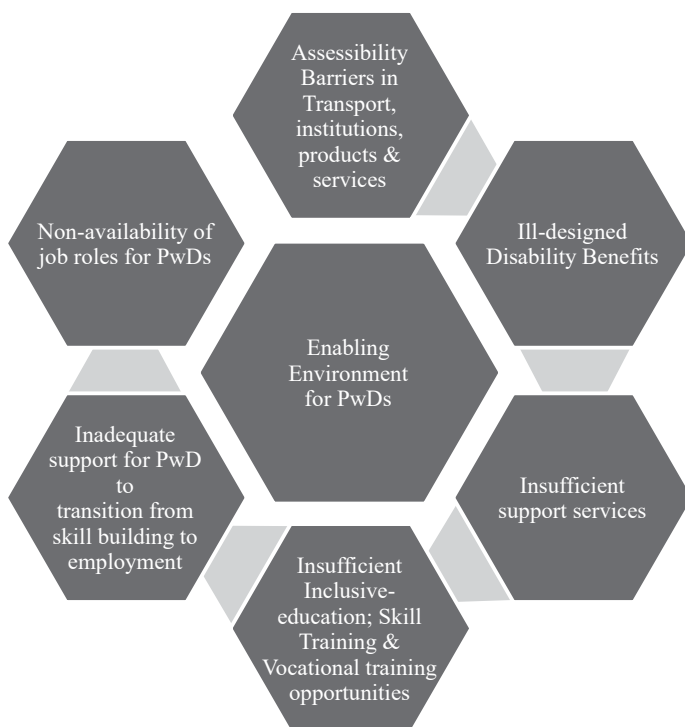 Assessibility
Barriers in
Transport,
institutions,
products &
services
Non-availability of
job roles for PwDs
Ill-designed
Disability Benefits
Enabling
Environment
for PwDs
Inadequate
support for PwD
to
transition from
skill building to
employment
Insufficient
support services
Insufficient
Inclusive-
education; Skill
Training &
Vocational training
opportunities